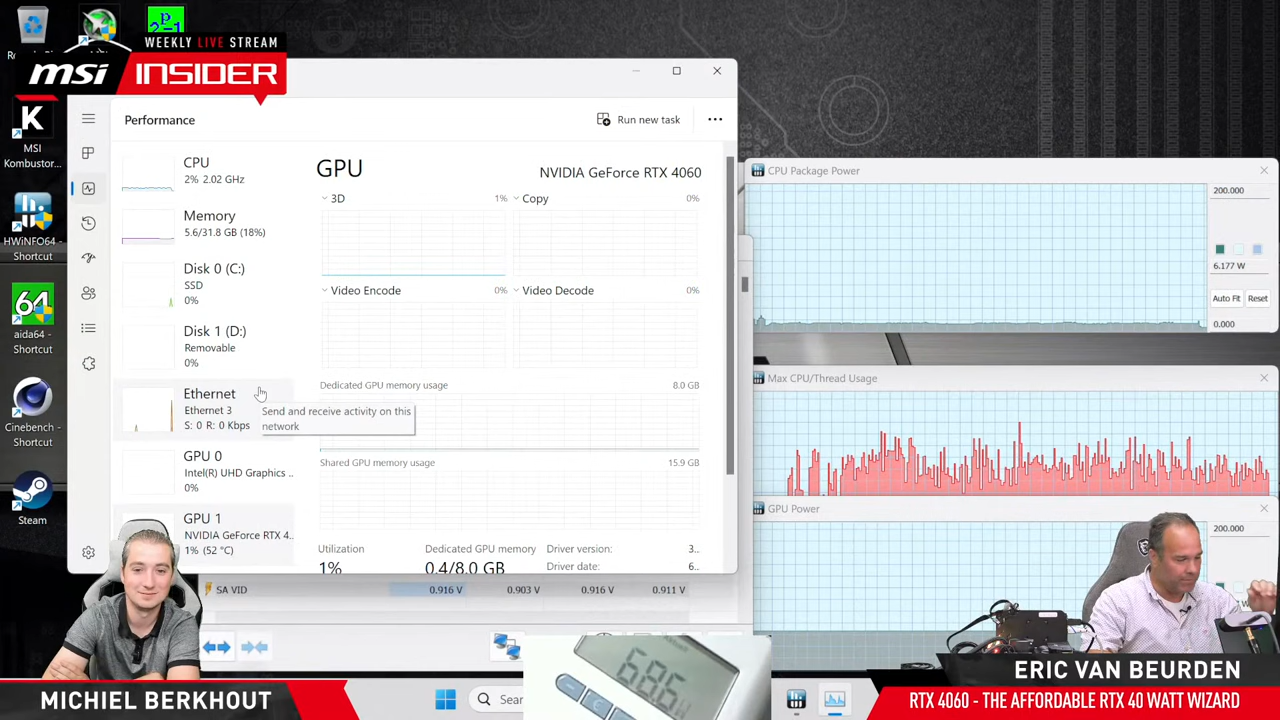 WEEKLY LIVE STREAM
msi INSIDER
K
MSI
Kombustor...
HWiNFO64 -
Shortcut
64
aida64 -
Shortcut
Cinebench -
Shortcut
Steam
Performance
Run new task
CPU
2% 2.02 GHz
Memory
5.6/31.8 GB (18%)
Disk 0 (C:)
SSD
0%
Disk 1 (D:)
Removable
0%
Ethernet
Ethernet 3
S: 0 R: 0 Kbps
Send and receive activity on this
network
GPU 0
Intel(R) UHD Graphics ..
0%
GPU 1
NVIDIA GeForce RTX 4..
1% (52 °C)
GPU
NVIDIA GeForce RTX 4060
3D 1%
Copy 0%
Video Encode 0%
Video Decode 0%
Dedicated GPU memory usage 8.0 GB
Shared GPU memory usage 15.9 GB
Utilization
1%
Dedicated GPU memory
0.4/8.0 GB
Driver version: 3..
Driver date: 6..
SA VID 0.916 V 0.903 V 0.916 V 0.911 V
CPU Package Power
200.000
6.177 W
Auto Fit Reset
0.000
Max CPU/Thread Usage
GPU Power
200.000
68.6
Sear
MICHIEL BERKHOUT
ERIC VAN BEURDEN
RTX 4060 - THE AFFORDABLE RTX 40 WATT WIZARD